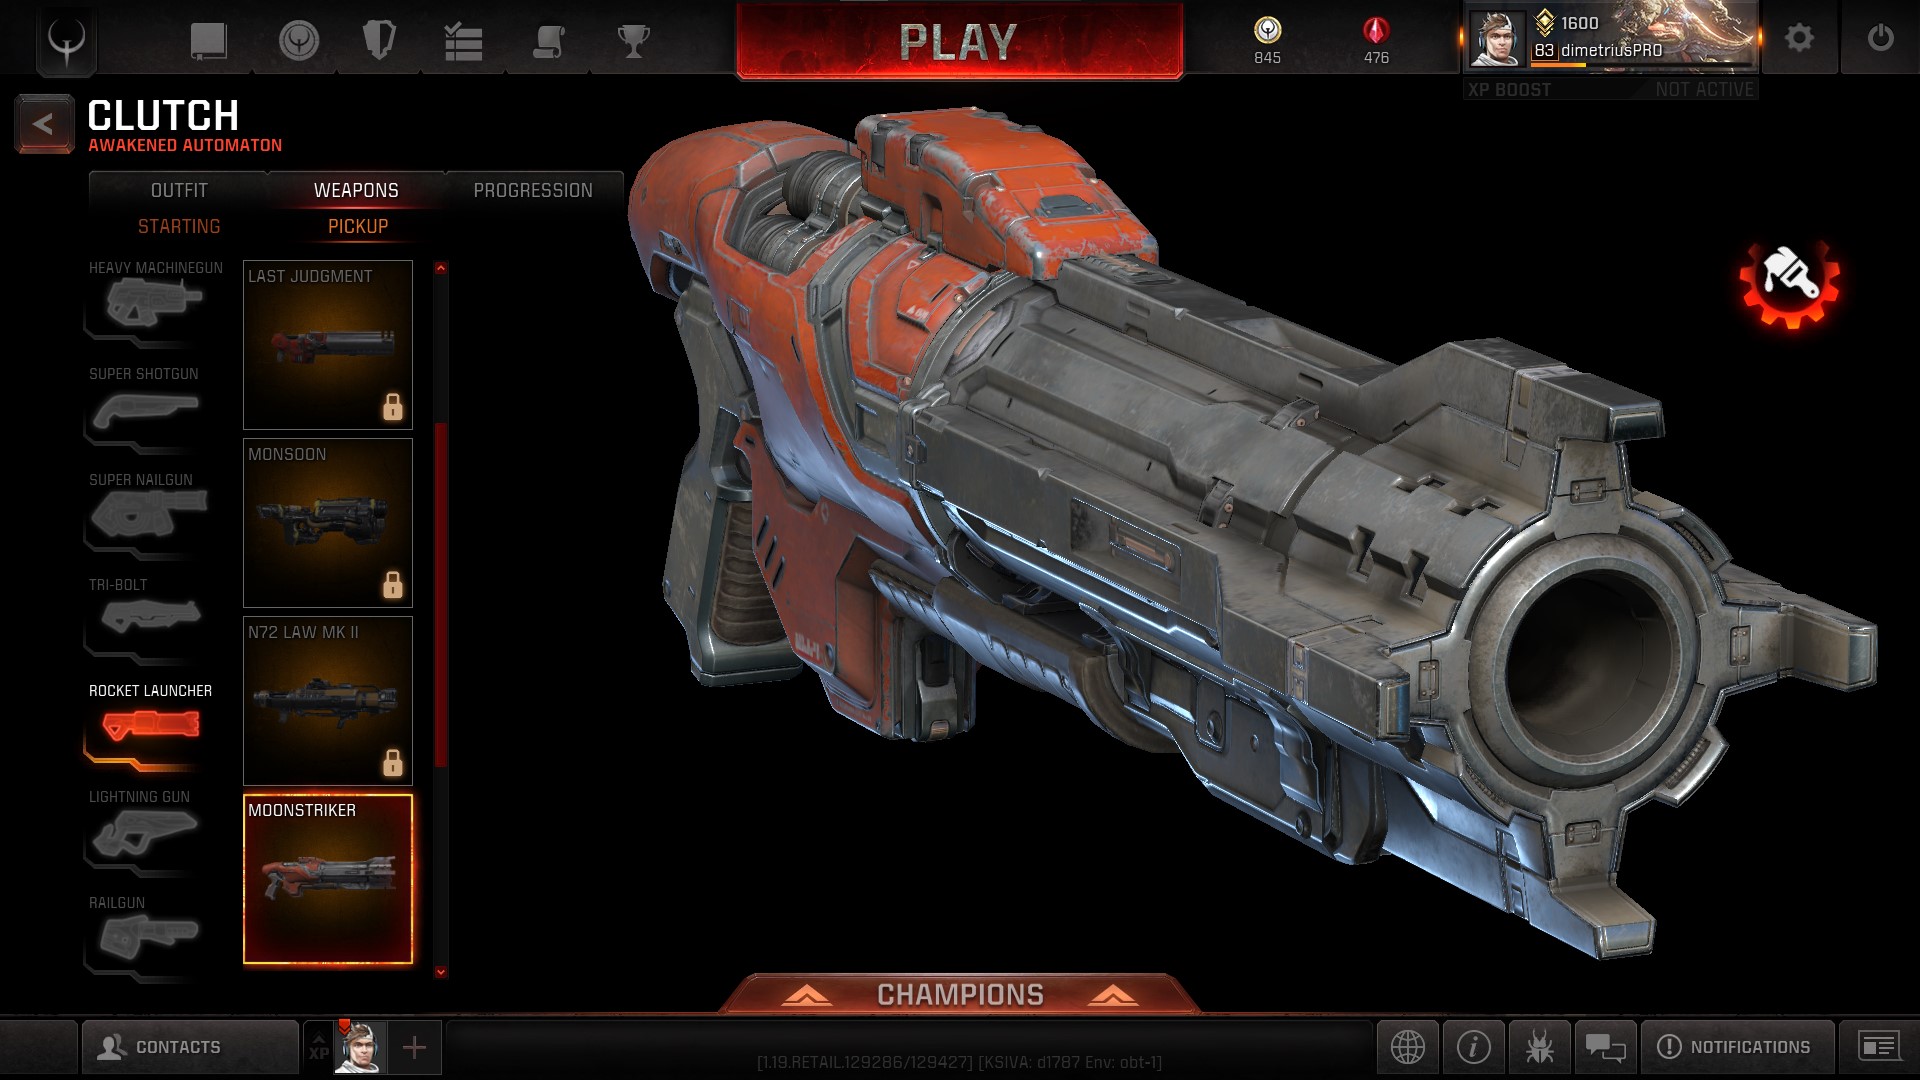 PLAY
845
476
1600
83 dimetriusPRO
XP BOOST NOT ACTIVE
<
CLUTCH
AWAKENED AUTOMATON
OUTFIT WEAPONS PROGRESSION
STARTING PICKUP
HEAVY MACHINEGUN
SUPER SHOTGUN
SUPER NAILGUN
TRI-BOLT
ROCKET LAUNCHER
LIGHTNING GUN
RAILGUN
LAST JUDGMENT
MONSOON
N72 LAW MK II
MOONSTRIKER
CHAMPIONS
CONTACTS
XP
+
[1.19.RETAIL.129286/129427] [KSIVA: d1787 Env: obt-1]
NOTIFICATIONS